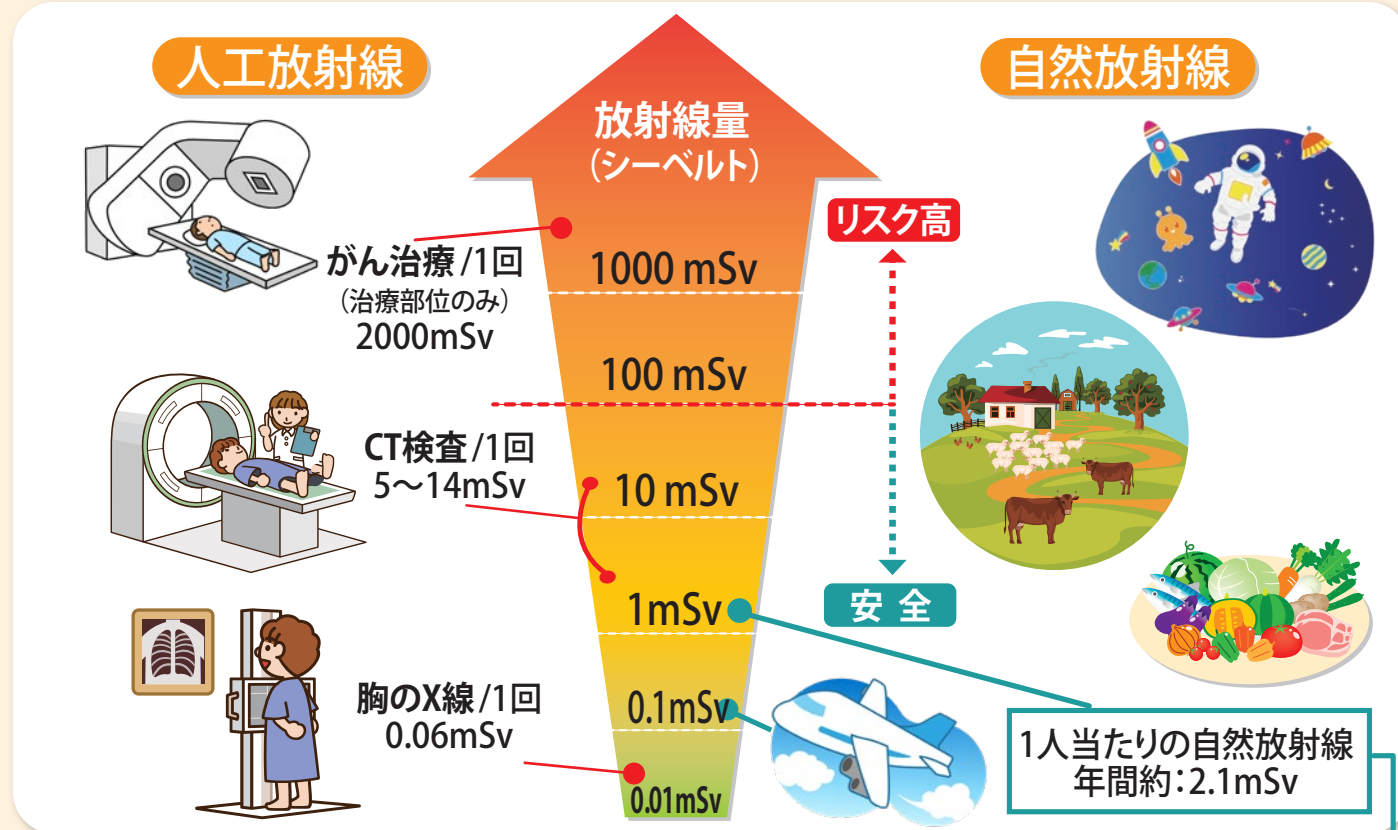 人工放射線
自然放射線
放射線量
（シーベルト）
リスク高
がん治療/1回
（治療部位のみ）
2000mSv
1000 mSv
100 mSv
CT検査/1回
5～14mSv
10 mSv
安全
1mSv
胸のX線/1回
0.06mSv
0.1mSv
0.01mSv
1人当たりの自然放射線
年間約：2.1mSv